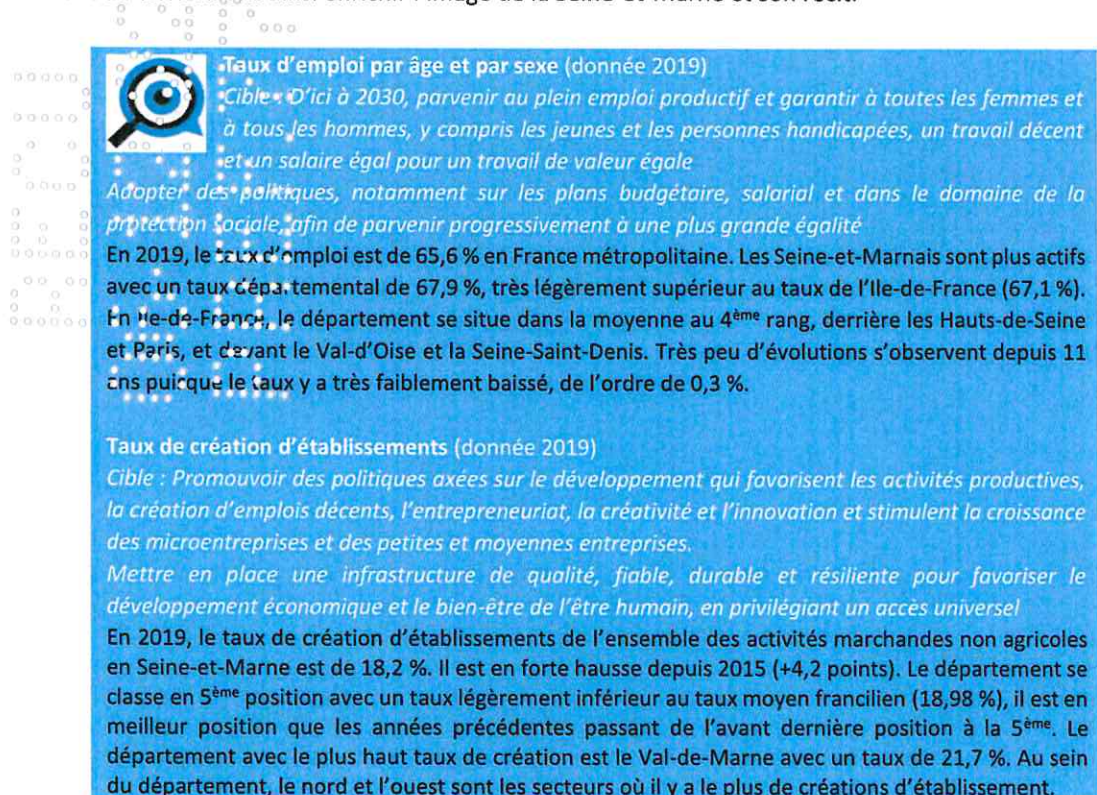 l'image de la Seine-et-Marne et son récit.
Taux d'emploi par âge et par sexe (donnée 2019)
Cible : D'ici à 2030, parvenir au plein emploi productif et garantir à toutes les femmes et
à tous les hommes, y compris les jeunes et les personnes handicapées, un travail décent
et un salaire égal pour un travail de valeur égale
Adopter des politiques, notamment sur les plans budgétaire, salarial et dans le domaine de la
protection sociale, afin de parvenir progressivement à une plus grande égalité
En 2019, le taux d'emploi est de 65,6 % en France métropolitaine. Les Seine-et-Marnais sont plus actifs
avec un taux départemental de 67,9 %, très légèrement supérieur au taux de l'Ile-de-France (67,1 %).
En Ile-de-France, le département se situe dans la moyenne au 4ème rang, derrière les Hauts-de-Seine
et Paris, et devant le Val-d'Oise et la Seine-Saint-Denis. Très peu d'évolutions s'observent depuis 11
ans puisque le taux y a très faiblement baissé, de l'ordre de 0,3 %.
Taux de création d'établissements (donnée 2019)
Cible : Promouvoir des politiques axées sur le développement qui favorisent les activités productives,
la création d'emplois décents, l'entrepreneuriat, la créativité et l'innovation et stimulent la croissance
des microentreprises et des petites et moyennes entreprises.
Mettre en place une infrastructure de qualité, fiable, durable et résiliente pour favoriser le
développement économique et le bien-être de l'être humain, en privilégiant un accès universel
En 2019, le taux de création d'établissements de l'ensemble des activités marchandes non agricoles
en Seine-et-Marne est de 18,2 %. Il est en forte hausse depuis 2015 (+4,2 points). Le département se
classe en 5ème position avec un taux légèrement inférieur au taux moyen francilien (18,98 %), il est en
meilleur position que les années précédentes passant de l'avant dernière position à la 5ème. Le
département avec le plus haut taux de création est le Val-de-Marne avec un taux de 21,7 %. Au sein
du département, le nord et l'ouest sont les secteurs où il y a le plus de créations d'établissement.